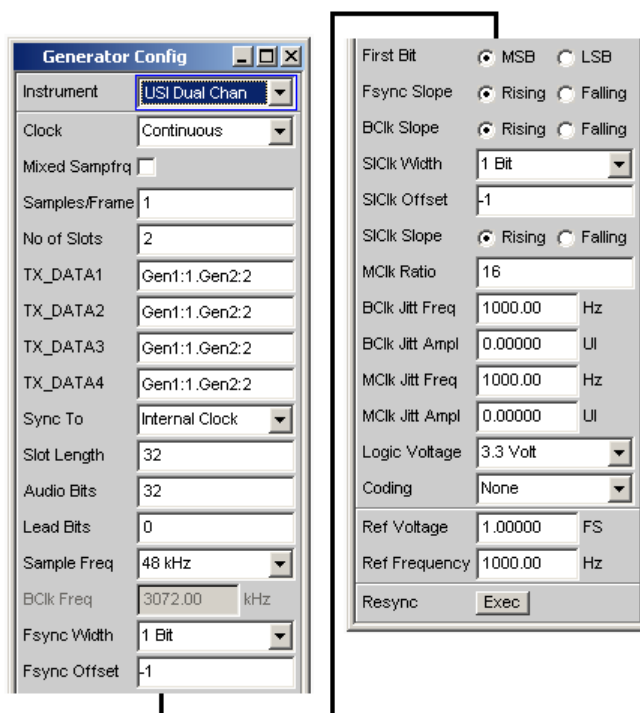 Generator Config
Instrument USI Dual Chan
Clock Continuous
Mixed Sampfrq
Samples/Frame 1
No of Slots 2
TX_DATA1 Gen1:1.Gen2:2
TX_DATA2 Gen1:1.Gen2:2
TX_DATA3 Gen1:1.Gen2:2
TX_DATA4 Gen1:1.Gen2:2
Sync To Internal Clock
Slot Length 32
Audio Bits 32
Lead Bits 0
Sample Freq 48 kHz
BClk Freq 3072.00 kHz
Fsync Width 1 Bit
Fsync Offset -1
First Bit MSB LSB
Fsync Slope Rising Falling
BClk Slope Rising Falling
SlClk Width 1 Bit
SlClk Offset -1
SlClk Slope Rising Falling
MClk Ratio 16
BClk Jitt Freq 1000.00 Hz
BClk Jitt Ampl 0.00000 UI
MClk Jitt Freq 1000.00 Hz
MClk Jitt Ampl 0.00000 UI
Logic Voltage 3.3 Volt
Coding None
Ref Voltage 1.00000 FS
Ref Frequency 1000.00 Hz
Resync Exec